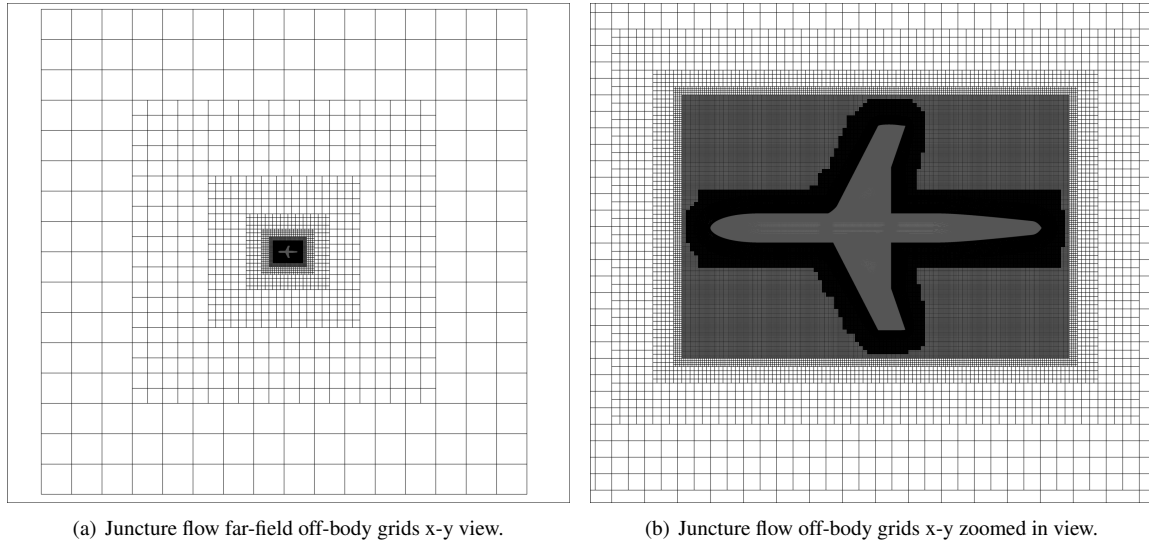 (a) Juncture flow far-field off-body grids x-y view.
(b) Juncture flow off-body grids x-y zoomed in view.